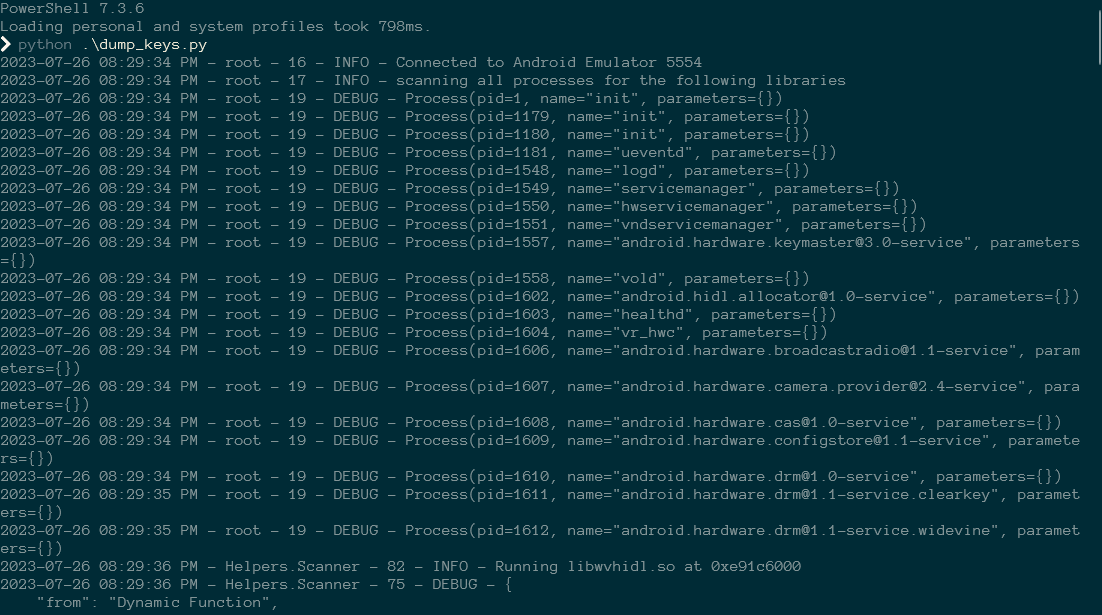 PowerShell 7.3.6
Loading personal and system profiles took 798ms.
❯ python .\dump_keys.py
2023-07-26 08:29:34 PM - root - 16 - INFO - Connected to Android Emulator 5554
2023-07-26 08:29:34 PM - root - 17 - INFO - scanning all processes for the following libraries
2023-07-26 08:29:34 PM - root - 19 - DEBUG - Process(pid=1, name="init", parameters={})
2023-07-26 08:29:34 PM - root - 19 - DEBUG - Process(pid=1179, name="init", parameters={})
2023-07-26 08:29:34 PM - root - 19 - DEBUG - Process(pid=1180, name="init", parameters={})
2023-07-26 08:29:34 PM - root - 19 - DEBUG - Process(pid=1181, name="ueventd", parameters={})
2023-07-26 08:29:34 PM - root - 19 - DEBUG - Process(pid=1548, name="logd", parameters={})
2023-07-26 08:29:34 PM - root - 19 - DEBUG - Process(pid=1549, name="servicemanager", parameters={})
2023-07-26 08:29:34 PM - root - 19 - DEBUG - Process(pid=1550, name="hwservicemanager", parameters={})
2023-07-26 08:29:34 PM - root - 19 - DEBUG - Process(pid=1551, name="vndservicemanager", parameters={})
2023-07-26 08:29:34 PM - root - 19 - DEBUG - Process(pid=1557, name="android.hardware.keymaster@3.0-service", parameters
={})
2023-07-26 08:29:34 PM - root - 19 - DEBUG - Process(pid=1558, name="vold", parameters={})
2023-07-26 08:29:34 PM - root - 19 - DEBUG - Process(pid=1602, name="android.hidl.allocator@1.0-service", parameters={})
2023-07-26 08:29:34 PM - root - 19 - DEBUG - Process(pid=1603, name="healthd", parameters={})
2023-07-26 08:29:34 PM - root - 19 - DEBUG - Process(pid=1604, name="vr_hwc", parameters={})
2023-07-26 08:29:34 PM - root - 19 - DEBUG - Process(pid=1606, name="android.hardware.broadcastradio@1.1-service", param
eters={})
2023-07-26 08:29:34 PM - root - 19 - DEBUG - Process(pid=1607, name="android.hardware.camera.provider@2.4-service", para
meters={})
2023-07-26 08:29:34 PM - root - 19 - DEBUG - Process(pid=1608, name="android.hardware.cas@1.0-service", parameters={})
2023-07-26 08:29:34 PM - root - 19 - DEBUG - Process(pid=1609, name="android.hardware.configstore@1.1-service", paramete
rs={})
2023-07-26 08:29:34 PM - root - 19 - DEBUG - Process(pid=1610, name="android.hardware.drm@1.0-service", parameters={})
2023-07-26 08:29:35 PM - root - 19 - DEBUG - Process(pid=1611, name="android.hardware.drm@1.1-service.clearkey", paramet
ers={})
2023-07-26 08:29:35 PM - root - 19 - DEBUG - Process(pid=1612, name="android.hardware.drm@1.1-service.widevine", paramet
ers={})
2023-07-26 08:29:36 PM - Helpers.Scanner - 82 - INFO - Running libwvhidl.so at 0xe91c6000
2023-07-26 08:29:36 PM - Helpers.Scanner - 75 - DEBUG - {
    "from": "Dynamic Function",